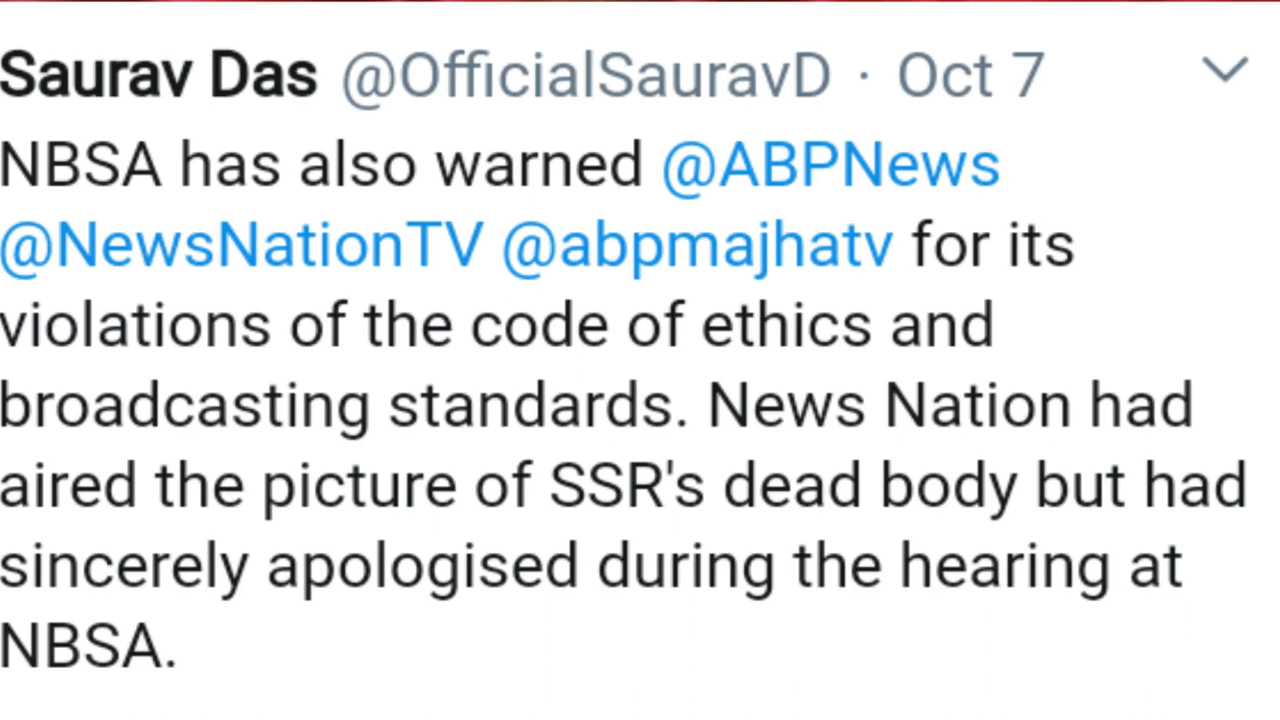 Saurav Das @OfficialSauravD · Oct 7
NBSA has also warned @ABPNews
@NewsNationTV @abpmajhatv for its
violations of the code of ethics and
broadcasting standards. News Nation had
aired the picture of SSR's dead body but had
sincerely apologised during the hearing at
NBSA.